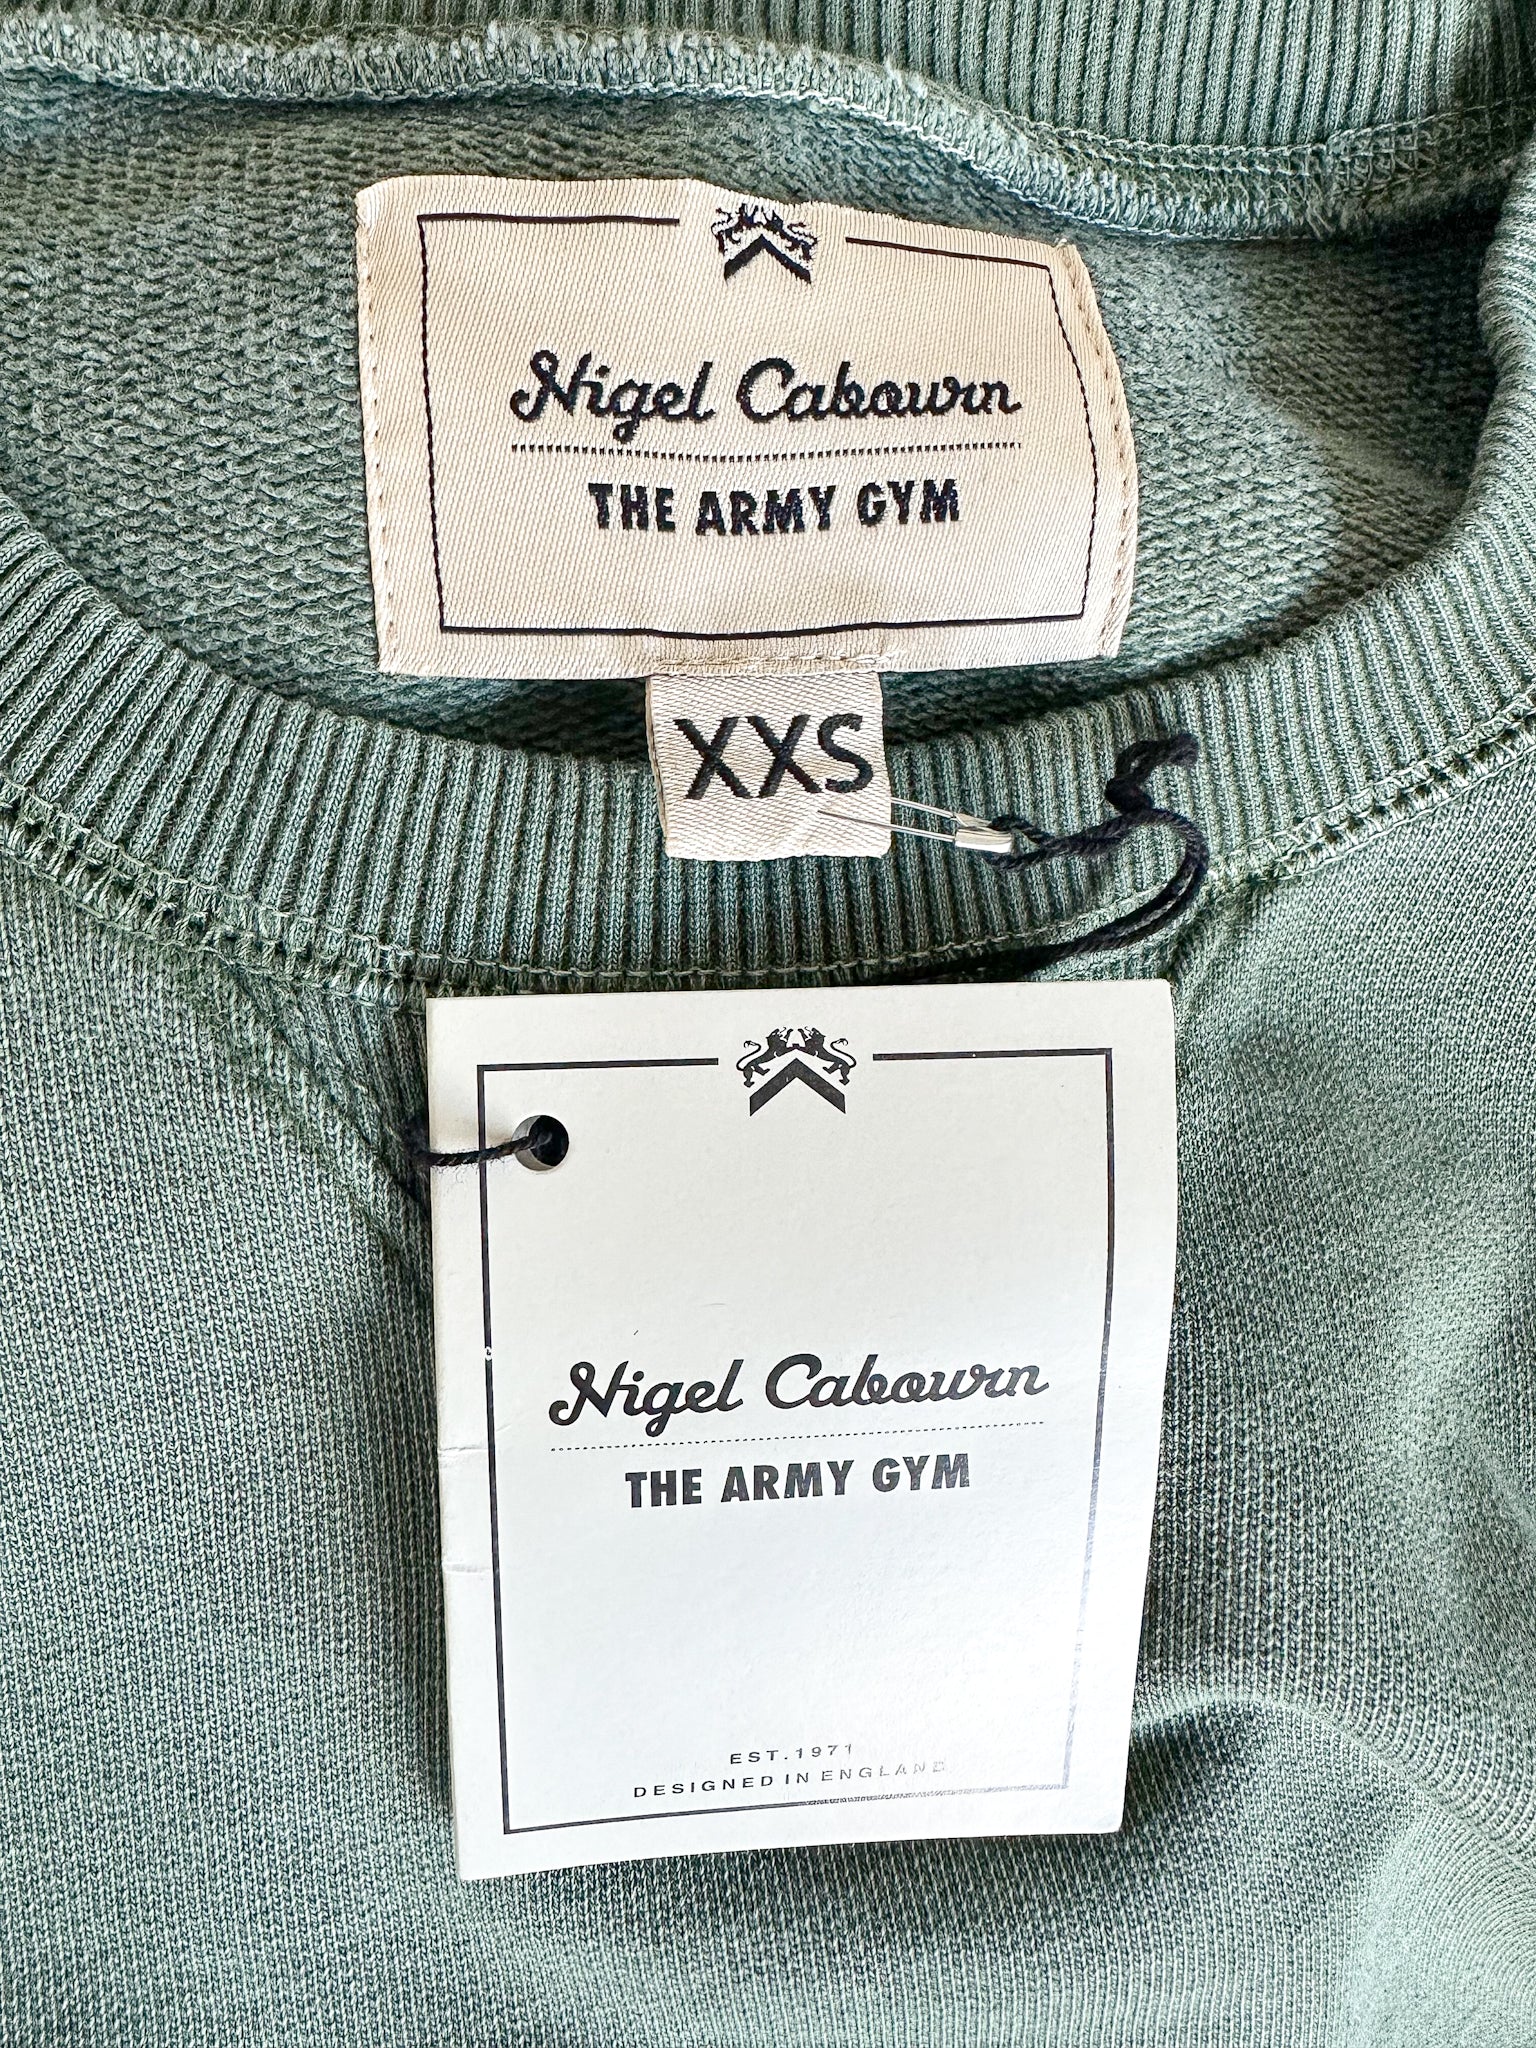 Nigel Cabourn
THE ARMY GYM
XXS
Nigel Cabourn
THE ARMY GYM
EST. 1971
DESIGNED IN ENGLAND